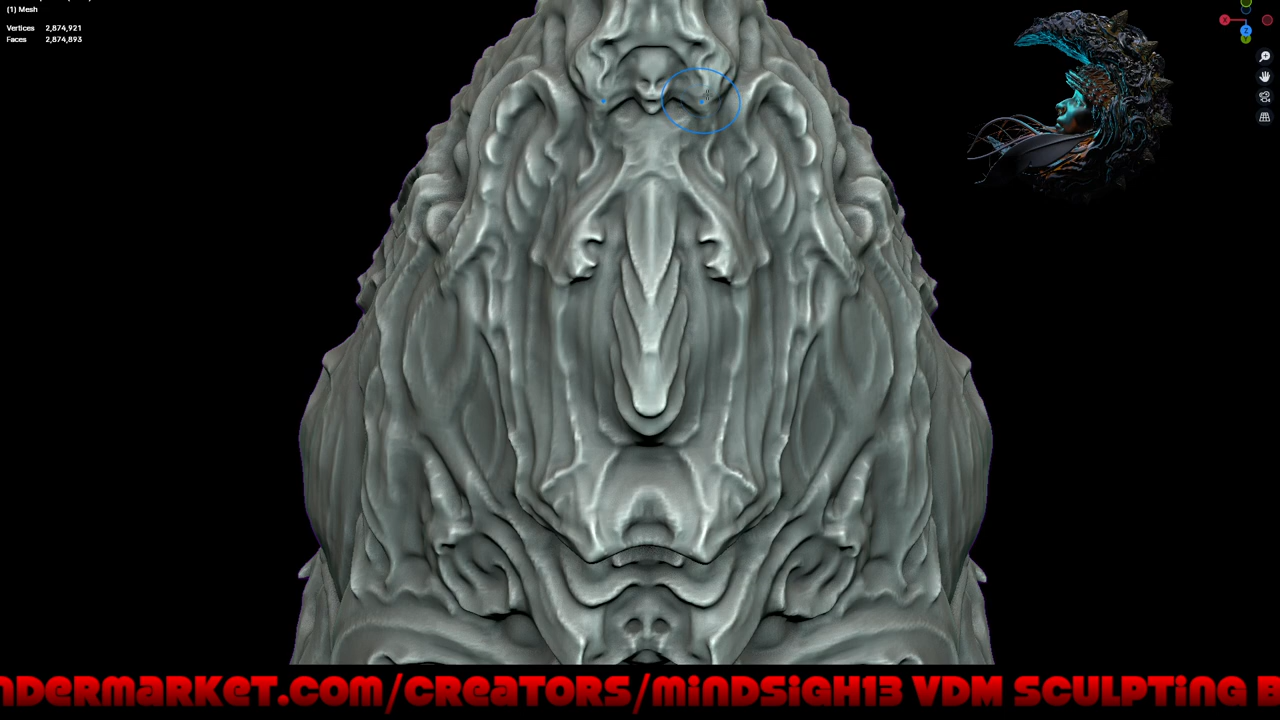 (1) Mesh
Vertices 2,874,921
Faces 2,874,893
X
Z
Y
NDERMARKET.COM/CREATORS/MINDSIGH13 VDM SCULPTING B